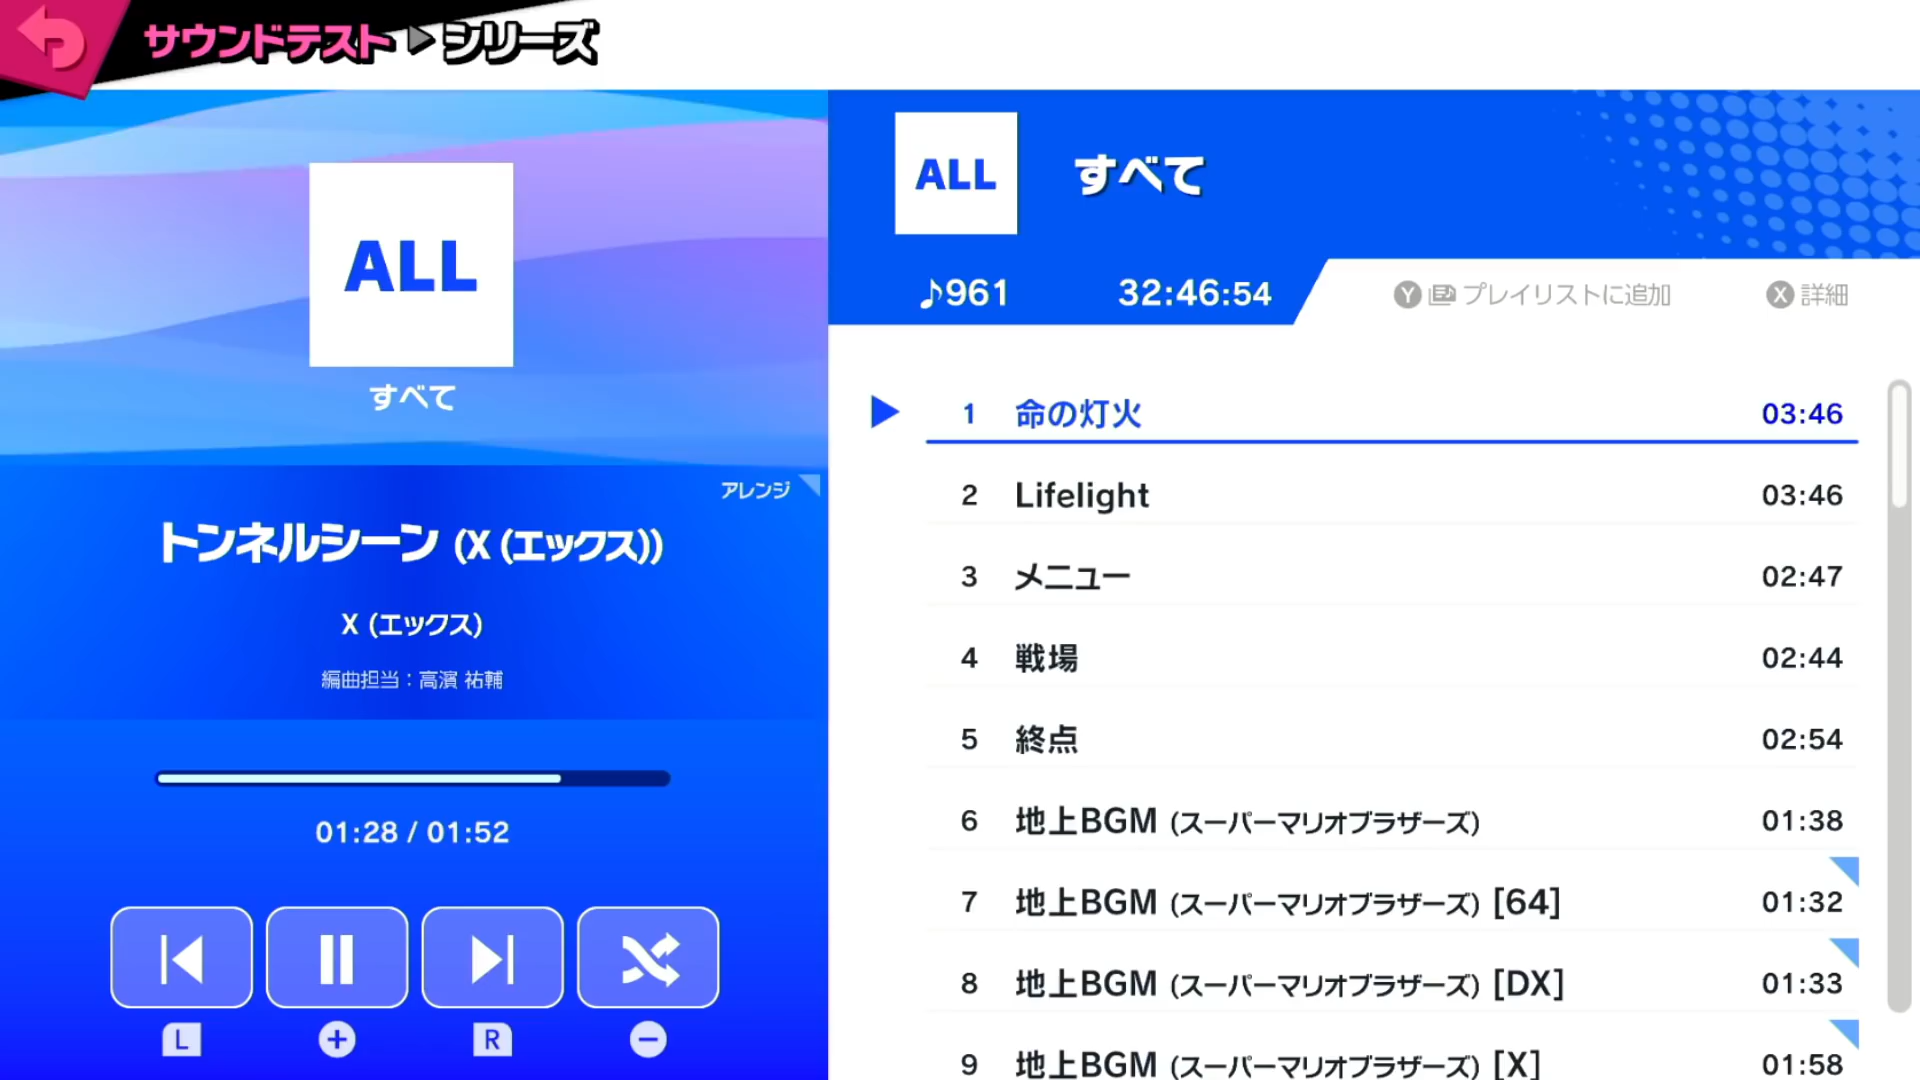 サウンドテスト▶シリーズ
ALL
すべて
アレンジ
トンネルシーン (X (エックス))
X (エックス)
編曲担当：高濱 祐輔
01:28 / 01:52
L + R −
ALL すべて
♪961 32:46:54 Y プレイリストに追加 X 詳細
1 命の灯火 03:46
2 Lifelight 03:46
3 メニュー 02:47
4 戦場 02:44
5 終点 02:54
6 地上BGM (スーパーマリオブラザーズ) 01:38
7 地上BGM (スーパーマリオブラザーズ) [64] 01:32
8 地上BGM (スーパーマリオブラザーズ) [DX] 01:33
9 地上BGM (スーパーマリオブラザーズ) [X] 01:58